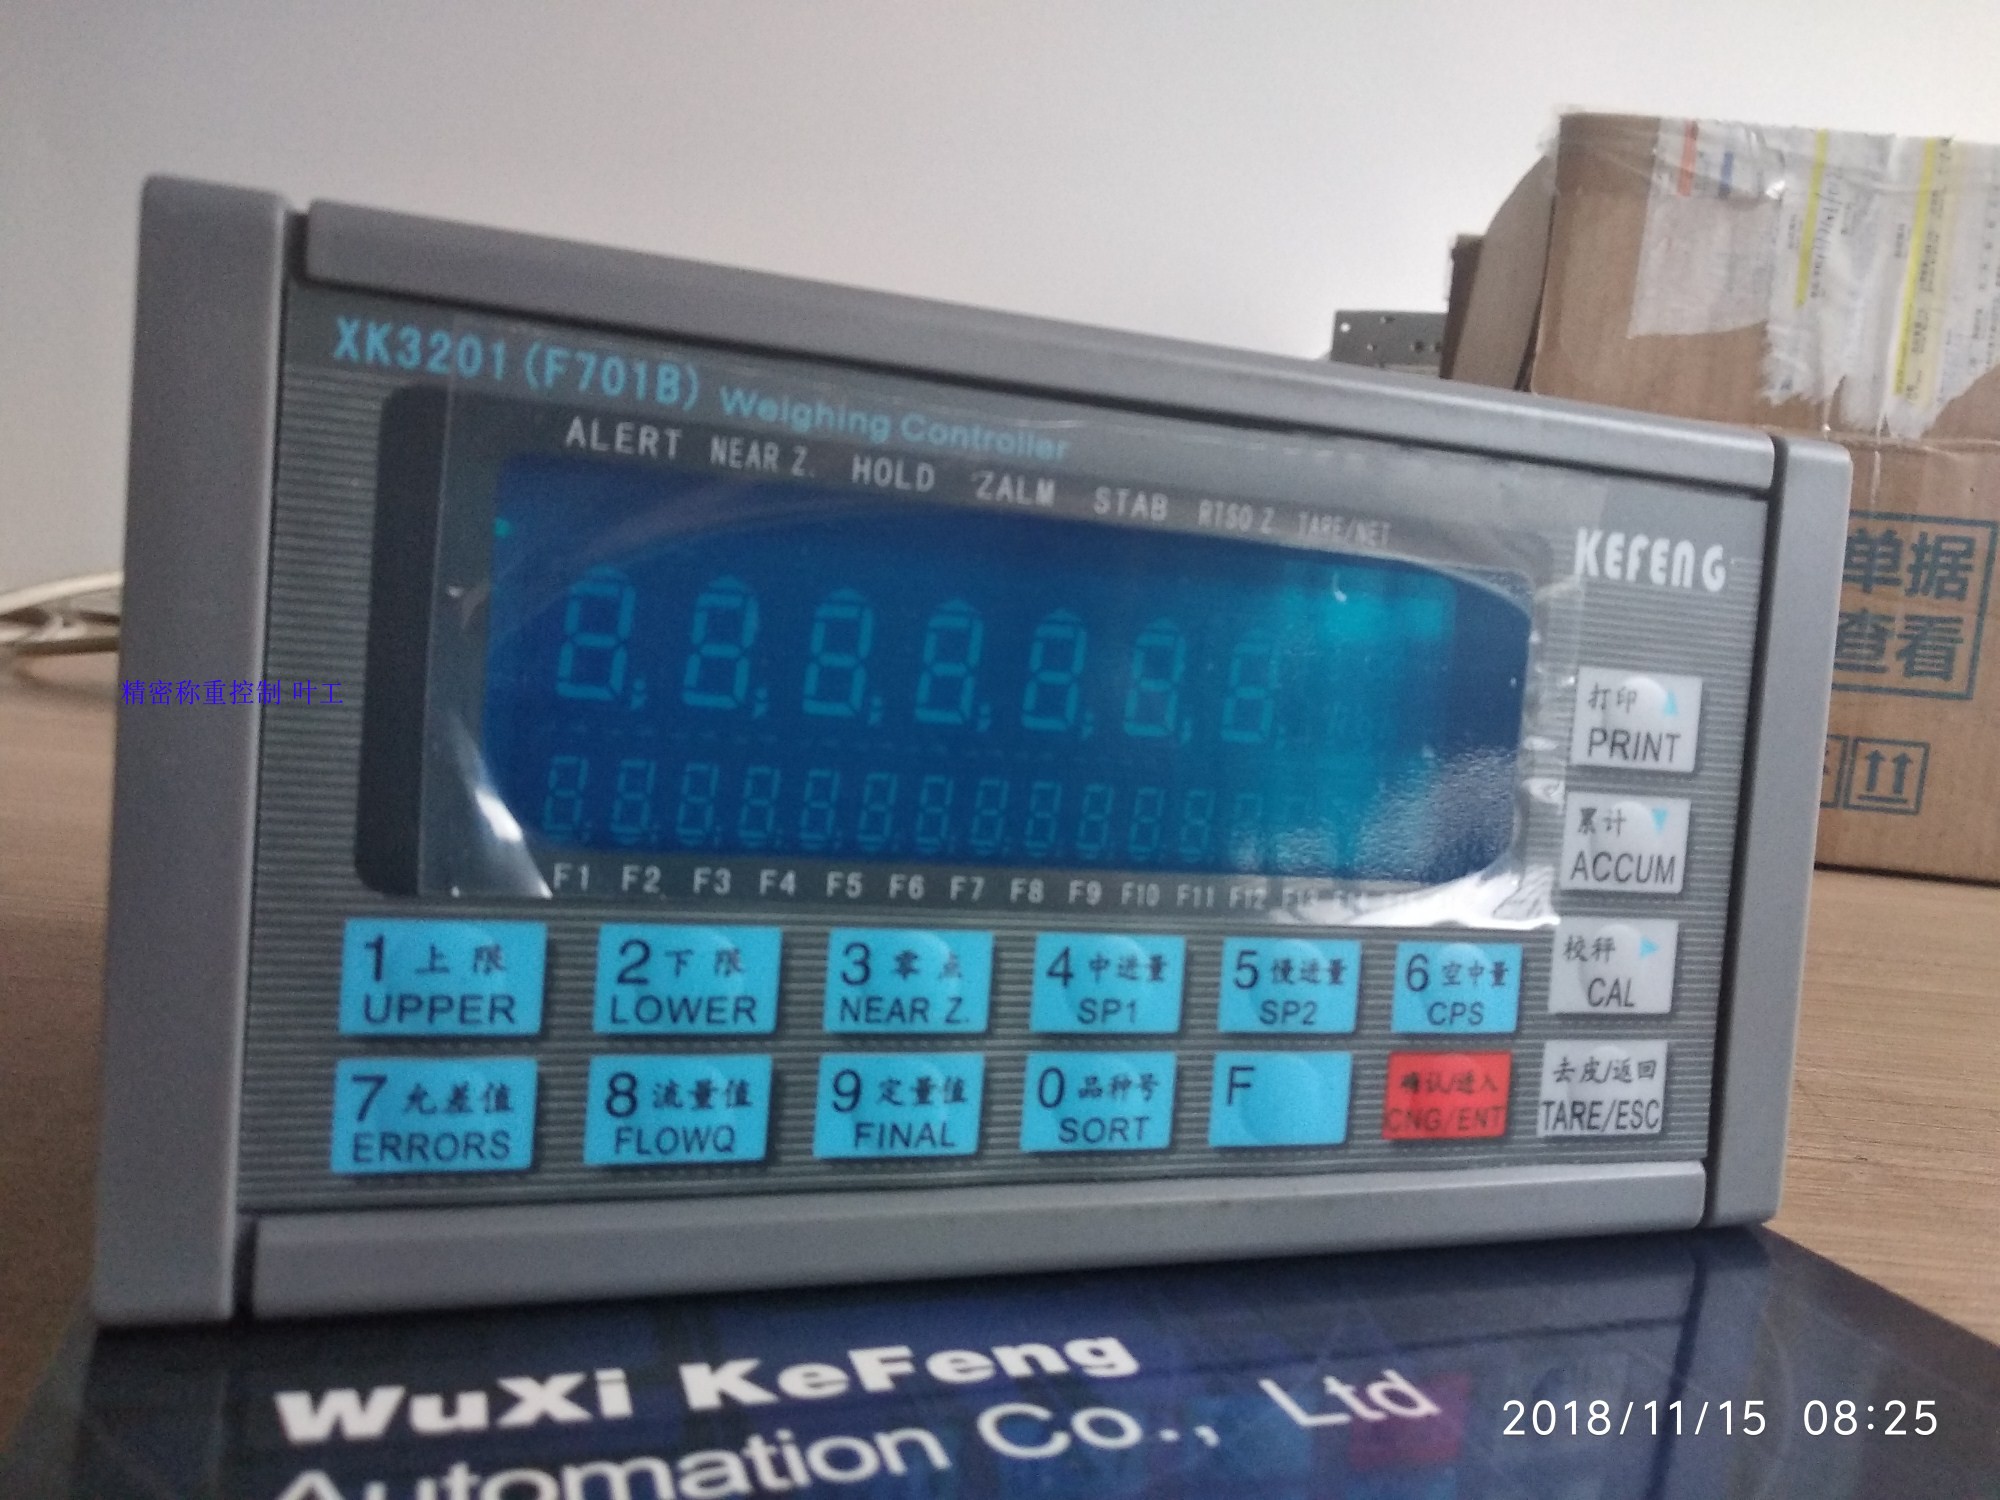 XK3201(F701B) Weighing Controller
ALERT NEAR Z. HOLD ZALM STAB RTSO Z TARE/NET
KEFENG
单据
查看
精密称重控制 叶工
打印
PRINT
累计
ACCUM
F1 F2 F3 F4 F5 F6 F7 F8 F9 F10 F11 F12 F13 F14
校秤
CAL
1 上限
UPPER
2 下限
LOWER
3 零点
NEAR Z.
4 中进量
SP1
5 慢进量
SP2
6 空中量
CPS
7 允差值
ERRORS
8 流量值
FLOWQ
9 定量值
FINAL
0 品种号
SORT
F
确认/进入
CNG/ENT
去皮/返回
TARE/ESC
WuXi KeFeng
Automation Co., Ltd
2018/11/15 08:25